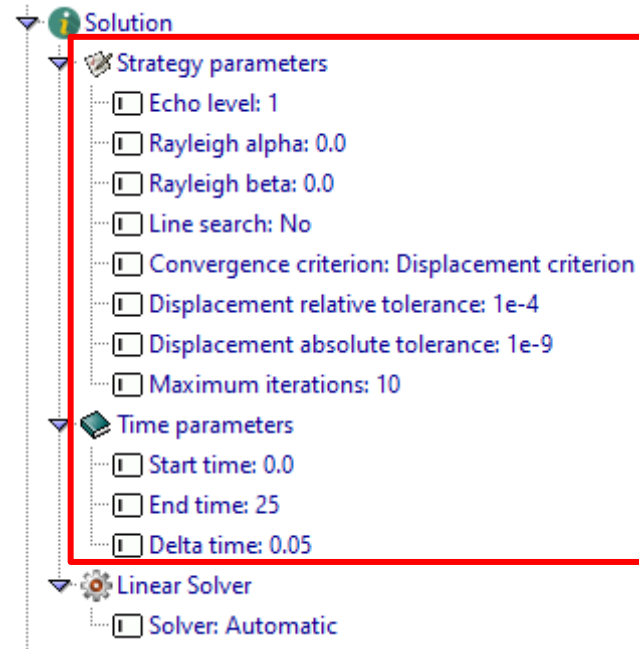 Solution
Strategy parameters
Echo level: 1
Rayleigh alpha: 0.0
Rayleigh beta: 0.0
Line search: No
Convergence criterion: Displacement criterion
Displacement relative tolerance: 1e-4
Displacement absolute tolerance: 1e-9
Maximum iterations: 10
Time parameters
Start time: 0.0
End time: 25
Delta time: 0.05
Linear Solver
Solver: Automatic